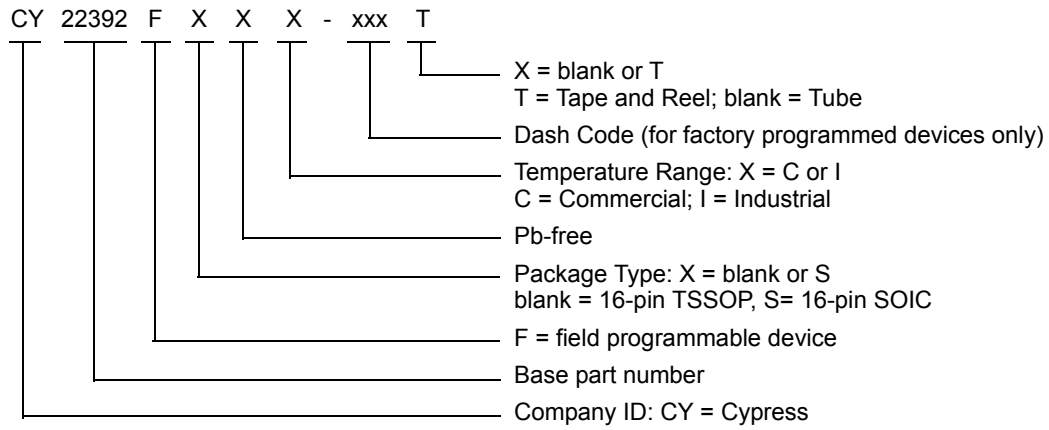 CY 22392 F X X X - xxx T
X = blank or T
T = Tape and Reel; blank = Tube
Dash Code (for factory programmed devices only)
Temperature Range: X = C or I
C = Commercial; I = Industrial
Pb-free
Package Type: X = blank or S
blank = 16-pin TSSOP, S= 16-pin SOIC
F = field programmable device
Base part number
Company ID: CY = Cypress